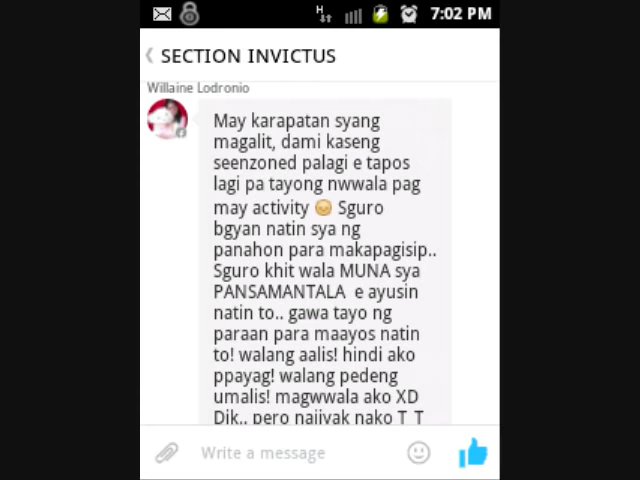 H
7:02 PM
SECTION INVICTUS
Willaine Lodronio
May karapatan syang
magalit, dami kaseng
seenzoned palagi e tapos
lagi pa tayong nwwala pag
may activity 😊 Sguro
bgyan natin sya ng
panahon para makapagisip..
Sguro khit wala MUNA sya
PANSAMANTALA e ayusin
natin to.. gawa tayo ng
paraan para maayos natin
to! walang aalis! hindi ako
ppayag! walang pedeng
umalis! magwwala ako XD
Djk.. pero naiiyak nako T_T
Write a message